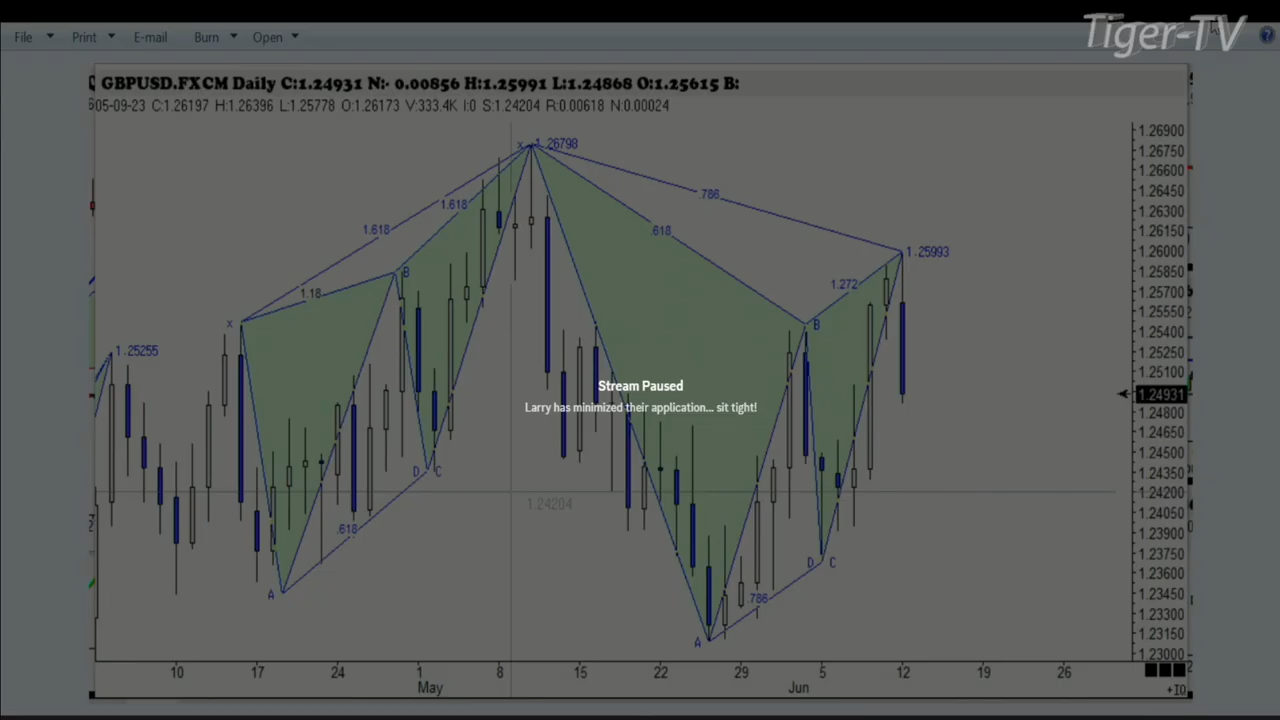 Tiger-TV
File Print E-mail Burn Open
GBPUSD.FXCM Daily C:1.24931 N:- 0.00856 H:1.25991 L:1.24868 O:1.25615 B:
05-09-23 C:1.26197 H:1.26396 L:1.25778 O:1.26173 V:333.4K I:0 S:1.24204 R:0.00618 N:0.00024
1.26900
x 1.26798
1.26750
1.26600
.786
1.26450
1.618
1.26300
1.618
.618
1.26150
1.25993
1.26000
B
1.25850
1.272
1.18
1.25700
1.25550
x
B
1.25400
1.25255
1.25250
1.25100
Stream Paused
1.24931
Larry has minimized their application... sit tight!
1.24800
1.24650
1.24500
D C
1.24350
1.24200
1.24204
1.24050
.618
1.23900
1.23750
D C
1.23600
A
.786
1.23450
1.23300
A
1.23150
1.23000
10 17 24 1 8 15 22 29 5 12 19 26
May Jun
+10